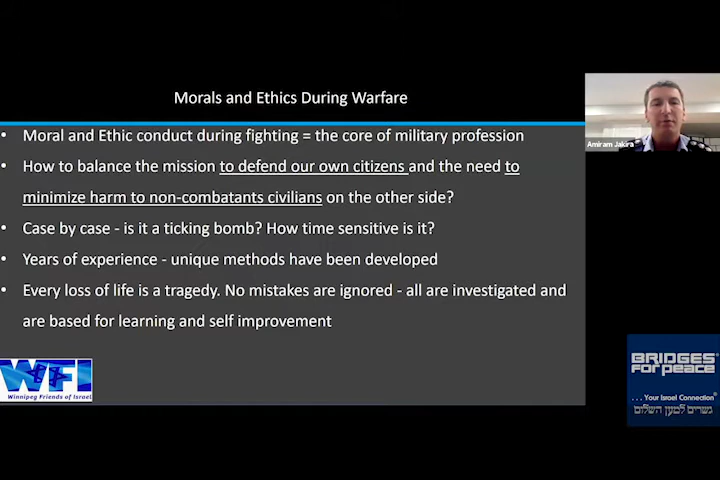 Morals and Ethics During Warfare
• Moral and Ethic conduct during fighting = the core of military profession
• How to balance the mission to defend our own citizens and the need to
minimize harm to non-combatants civilians on the other side?
• Case by case - is it a ticking bomb? How time sensitive is it?
• Years of experience - unique methods have been developed
• Every loss of life is a tragedy. No mistakes are ignored - all are investigated and
are based for learning and self improvement
Amiram Jakira
WFI
Winnipeg Friends of Israel
BRIDGES
for PEACE
...Your Israel Connection®
גשרים למען השלום